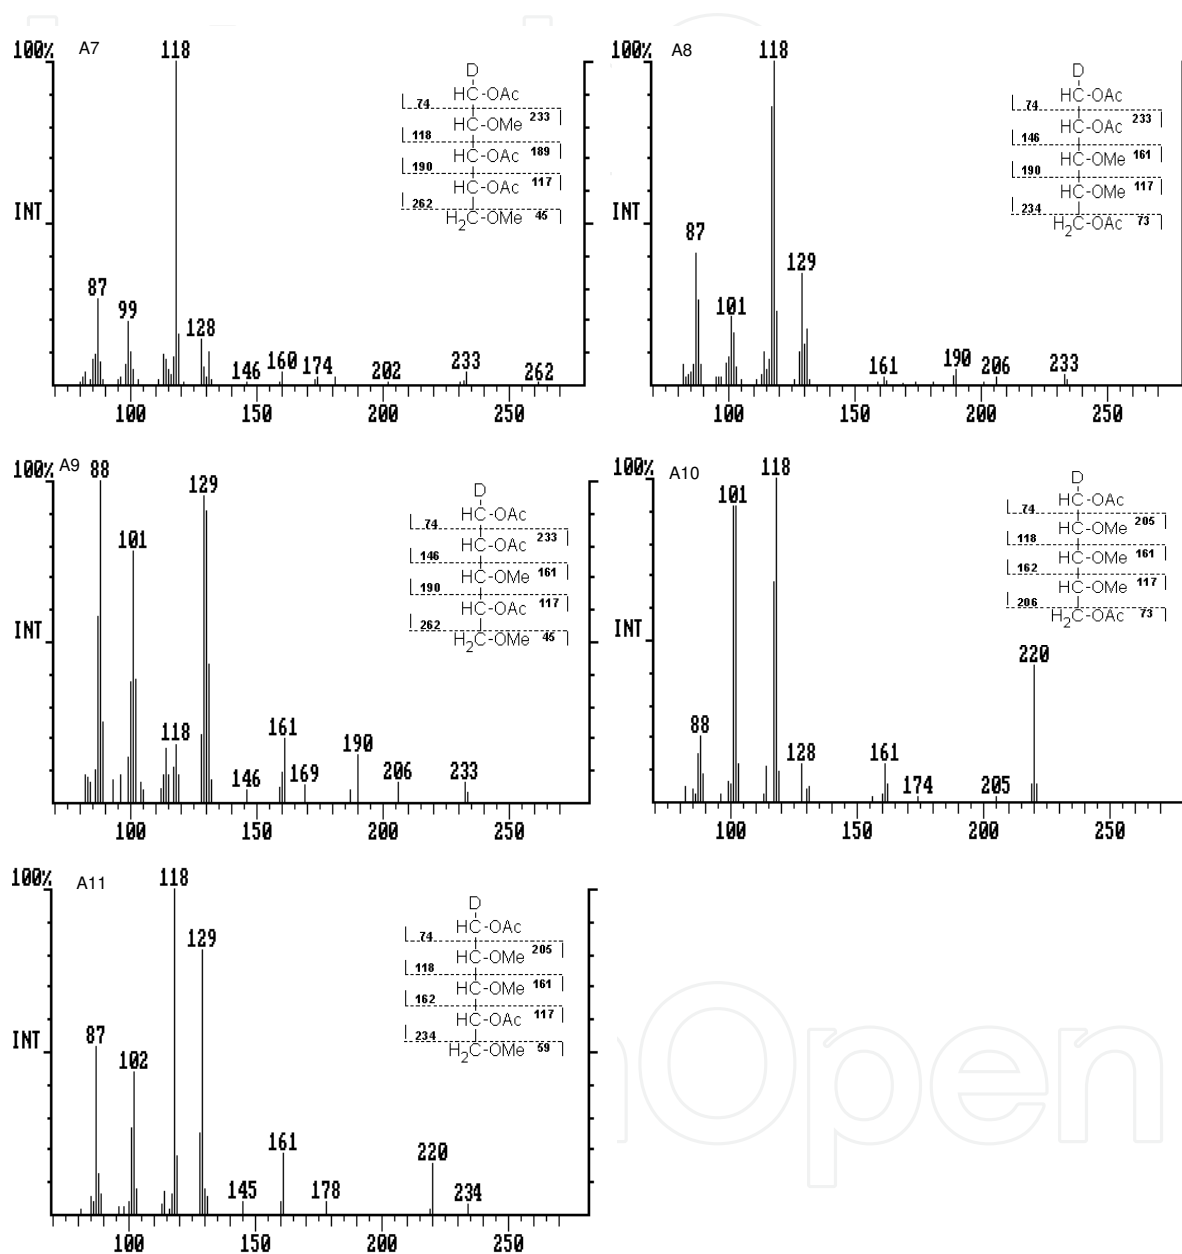 A7
100%
INT
118
87
99
128
146
160
174
202
233
262
100 150 200 250
D
HC-OAc
74
HC-OMe 233
118
HC-OAc 189
190
HC-OAc 117
262
H2C-OMe 45
A8
100%
INT
118
87
101
129
161
190
206
233
100 150 200 250
D
HC-OAc
74
HC-OAc 233
146
HC-OMe 161
190
HC-OMe 117
234
H2C-OAc 73
A9
100%
INT
88
101
118
129
146
161
169
190
206
233
100 150 200 250
D
HC-OAc
74
HC-OAc 233
146
HC-OMe 161
190
HC-OAc 117
262
H2C-OMe 45
A10
100%
INT
118
101
88
128
161
174
205
220
100 150 200 250
D
HC-OAc
74
HC-OMe 205
118
HC-OMe 161
162
HC-OMe 117
206
H2C-OAc 73
A11
100%
INT
118
129
87
102
145
161
178
220
234
100 150 200 250
D
HC-OAc
74
HC-OMe 205
118
HC-OMe 161
162
HC-OAc 117
234
H2C-OMe 59
Open